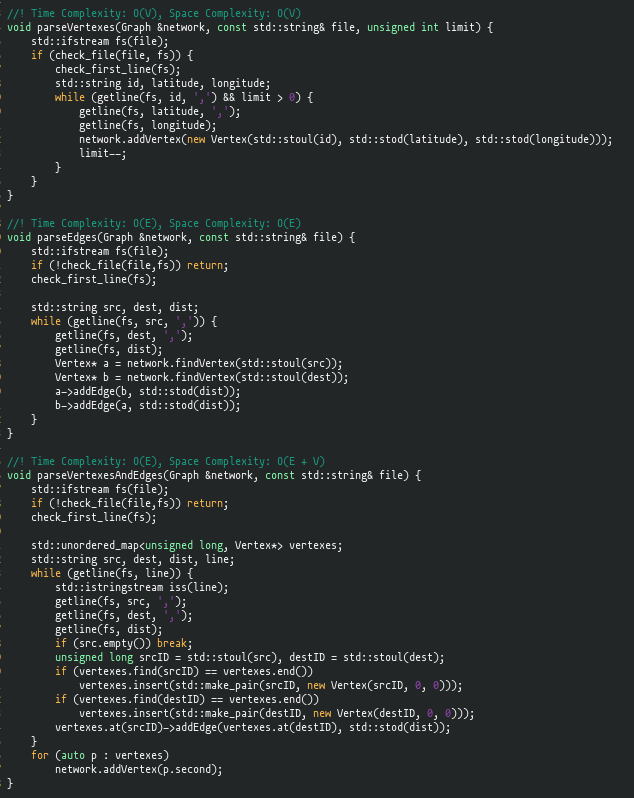 //! Time Complexity: O(V), Space Complexity: O(V)
void parseVertexes(Graph &network, const std::string& file, unsigned int limit) {
    std::ifstream fs(file);
    if (check_file(file, fs)) {
        check_first_line(fs);
        std::string id, latitude, longitude;
        while (getline(fs, id, ',') && limit > 0) {
            getline(fs, latitude, ',');
            getline(fs, longitude);
            network.addVertex(new Vertex(std::stoul(id), std::stod(latitude), std::stod(longitude)));
            limit--;
        }
    }
}
//! Time Complexity: O(E), Space Complexity: O(E)
void parseEdges(Graph &network, const std::string& file) {
    std::ifstream fs(file);
    if (!check_file(file,fs)) return;
    check_first_line(fs);
    std::string src, dest, dist;
    while (getline(fs, src, ',')) {
        getline(fs, dest, ',');
        getline(fs, dist);
        Vertex* a = network.findVertex(std::stoul(src));
        Vertex* b = network.findVertex(std::stoul(dest));
        a->addEdge(b, std::stod(dist));
        b->addEdge(a, std::stod(dist));
    }
}
//! Time Complexity: O(E), Space Complexity: O(E + V)
void parseVertexesAndEdges(Graph &network, const std::string& file) {
    std::ifstream fs(file);
    if (!check_file(file,fs)) return;
    check_first_line(fs);
    std::unordered_map<unsigned long, Vertex*> vertexes;
    std::string src, dest, dist, line;
    while (getline(fs, line)) {
        std::istringstream iss(line);
        getline(fs, src, ',');
        getline(fs, dest, ',');
        getline(fs, dist);
        if (src.empty()) break;
        unsigned long srcID = std::stoul(src), destID = std::stoul(dest);
        if (vertexes.find(srcID) == vertexes.end())
            vertexes.insert(std::make_pair(srcID, new Vertex(srcID, 0, 0)));
        if (vertexes.find(destID) == vertexes.end())
            vertexes.insert(std::make_pair(destID, new Vertex(destID, 0, 0)));
        vertexes.at(srcID)->addEdge(vertexes.at(destID), std::stod(dist));
    }
    for (auto p : vertexes)
        network.addVertex(p.second);
}